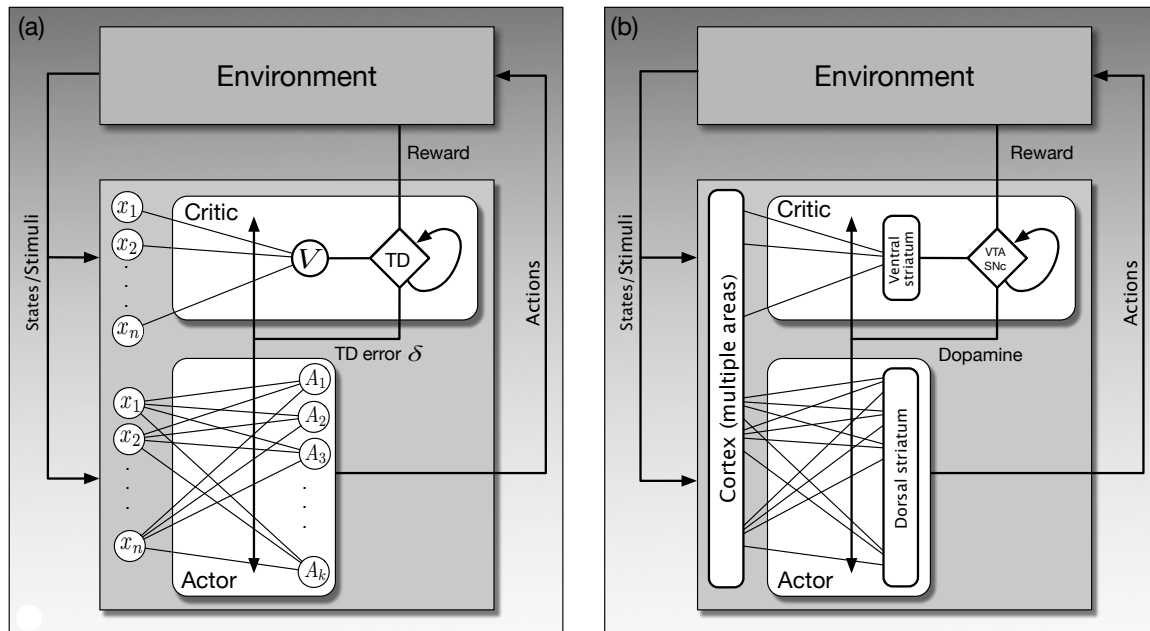 (a)
Environment
Reward
States/Stimuli
Actions
Critic
x1
x2
xn
V
TD
TD error δ
x1
x2
xn
A1
A2
A3
Ak
Actor
(b)
Environment
Reward
States/Stimuli
Actions
Critic
Cortex (multiple areas)
Ventral
striatum
VTA
SNc
Dopamine
Dorsal striatum
Actor